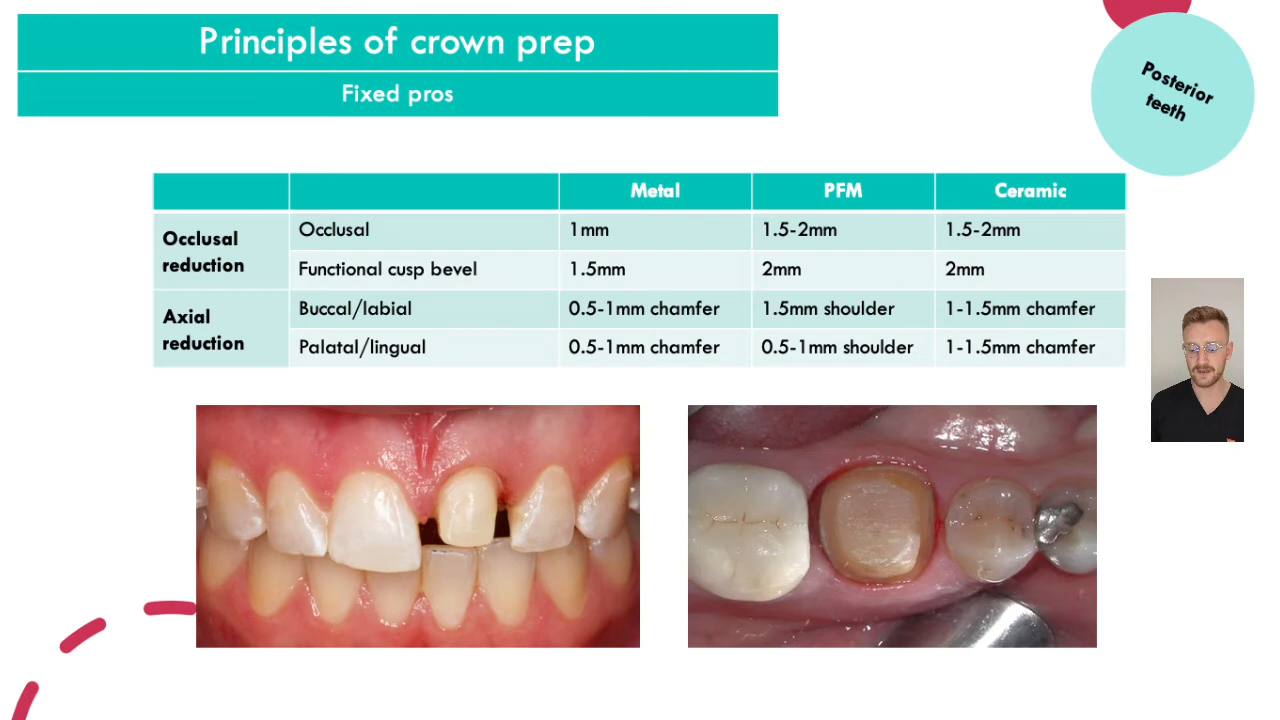 Principles of crown prep
Fixed pros
Posterior
teeth
Metal PFM Ceramic
Occlusal
reduction
Occlusal 1mm 1.5-2mm 1.5-2mm
Functional cusp bevel 1.5mm 2mm 2mm
Axial
reduction
Buccal/labial 0.5-1mm chamfer 1.5mm shoulder 1-1.5mm chamfer
Palatal/lingual 0.5-1mm chamfer 0.5-1mm shoulder 1-1.5mm chamfer